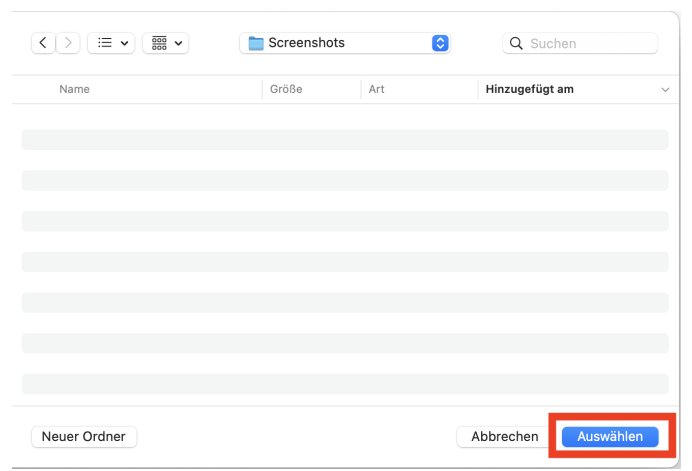 Screenshots
Suchen
Name Größe Art Hinzugefügt am
Neuer Ordner Abbrechen Auswählen